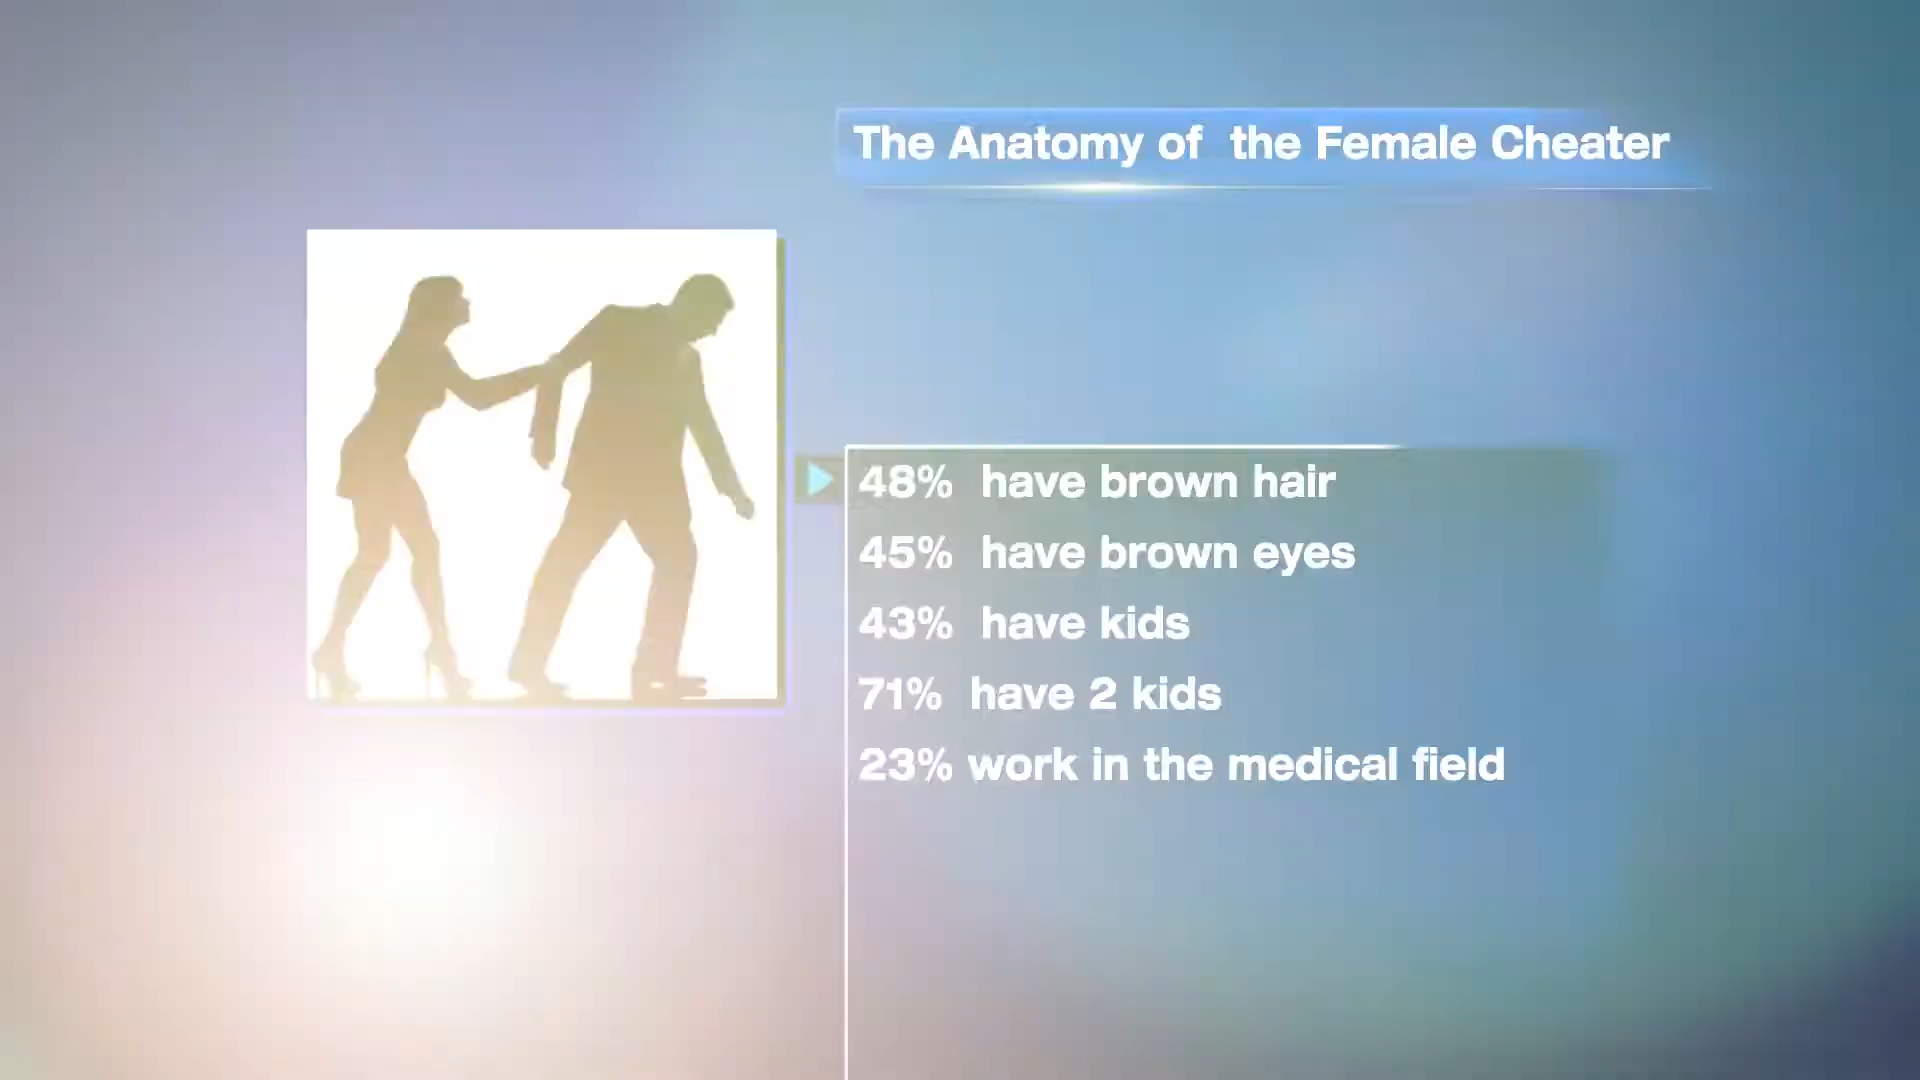 The Anatomy of  the Female Cheater
48%  have brown hair
45%  have brown eyes
43%  have kids
71%  have 2 kids
23% work in the medical field